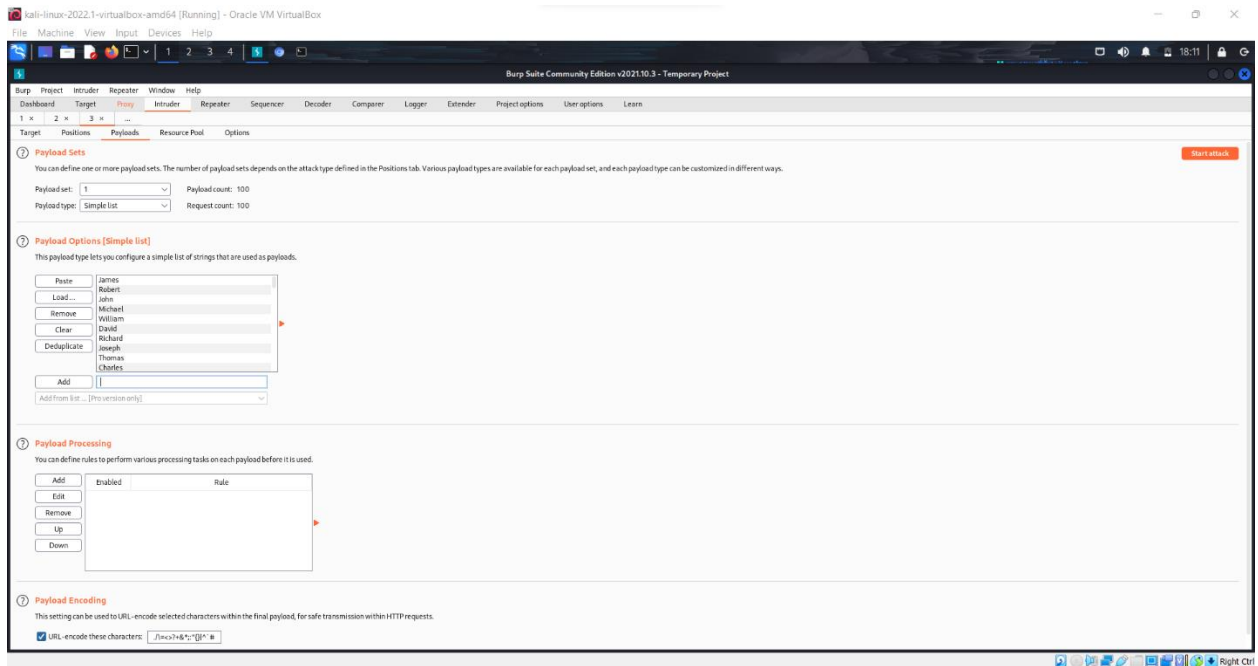 kali-linux-2022.1-virtualbox-amd64 [Running] - Oracle VM VirtualBox
File Machine View Input Devices Help
1 2 3 4 18:11
Burp Suite Community Edition v2021.10.3 - Temporary Project
Burp Project Intruder Repeater Window Help
Dashboard Target Proxy Intruder Repeater Sequencer Decoder Comparer Logger Extender Project options User options Learn
1 × 2 × 3 × ...
Target Positions Payloads Resource Pool Options
Payload Sets
Start attack
You can define one or more payload sets. The number of payload sets depends on the attack type defined in the Positions tab. Various payload types are available for each payload set, and each payload type can be customized in different ways.
Payload set: 1 Payload count: 100
Payload type: Simple list Request count: 100
Payload Options [Simple list]
This payload type lets you configure a simple list of strings that are used as payloads.
Paste
Load ...
Remove
Clear
Deduplicate
James
Robert
John
Michael
William
David
Richard
Joseph
Thomas
Charles
Add
Add from list ... [Pro version only]
Payload Processing
You can define rules to perform various processing tasks on each payload before it is used.
Add
Edit
Remove
Up
Down
Enabled Rule
Payload Encoding
This setting can be used to URL-encode selected characters within the final payload, for safe transmission within HTTP requests.
URL-encode these characters:
Right Ctrl